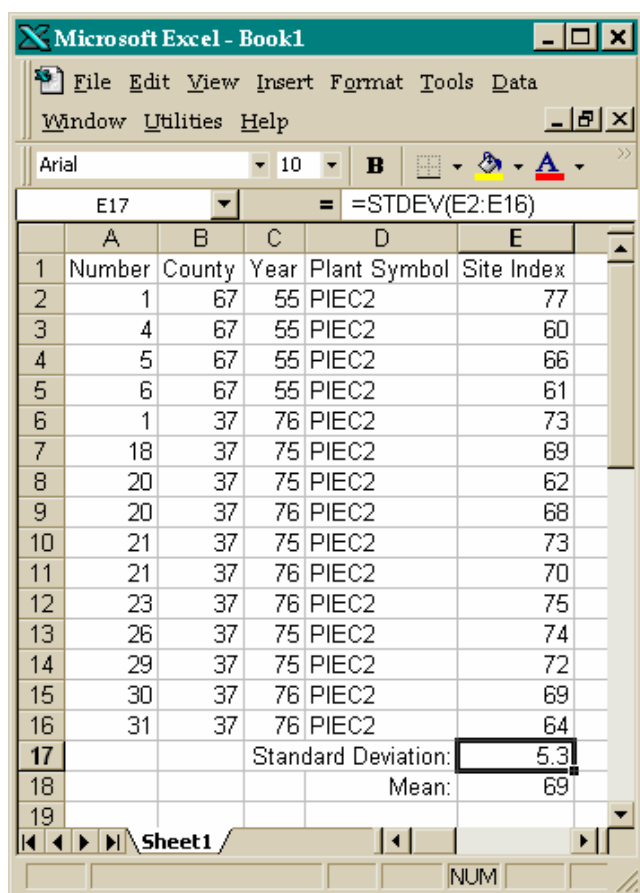 Microsoft Excel - Book1
File Edit View Insert Format Tools Data
Window Utilities Help
Arial 10 B A
E17 = =STDEV(E2:E16)
A B C D E
1 Number County Year Plant Symbol Site Index
2 1 67 55 PIEC2 77
3 4 67 55 PIEC2 60
4 5 67 55 PIEC2 66
5 6 67 55 PIEC2 61
6 1 37 76 PIEC2 73
7 18 37 75 PIEC2 69
8 20 37 75 PIEC2 62
9 20 37 76 PIEC2 68
10 21 37 75 PIEC2 73
11 21 37 76 PIEC2 70
12 23 37 76 PIEC2 75
13 26 37 75 PIEC2 74
14 29 37 75 PIEC2 72
15 30 37 76 PIEC2 69
16 31 37 76 PIEC2 64
17 Standard Deviation: 5.3
18 Mean: 69
19
Sheet1
NUM